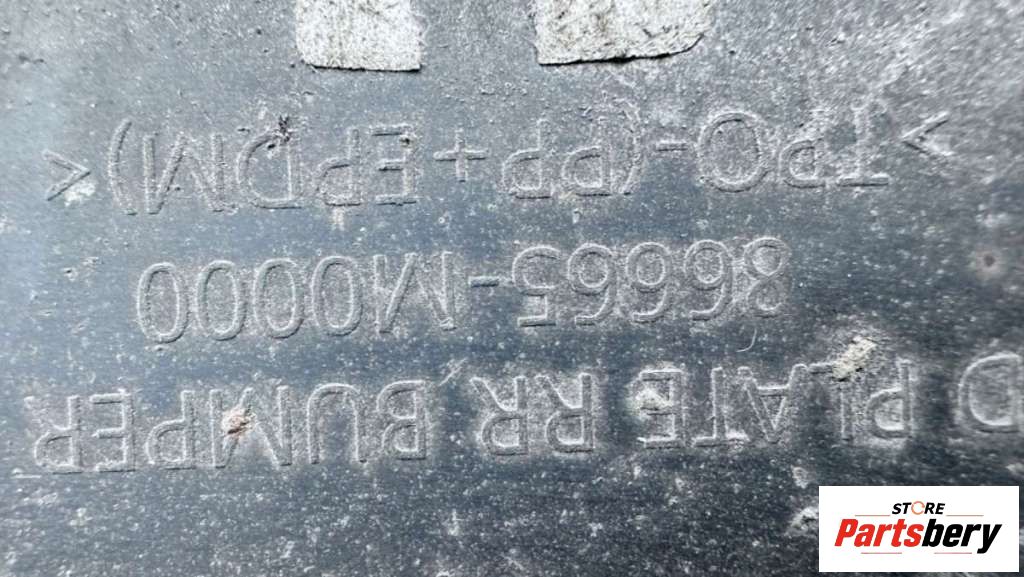 D PLATE RR, BUMPER
86665-M0000
>TPO-(PP+EPDM)<
STORE
Partsbery